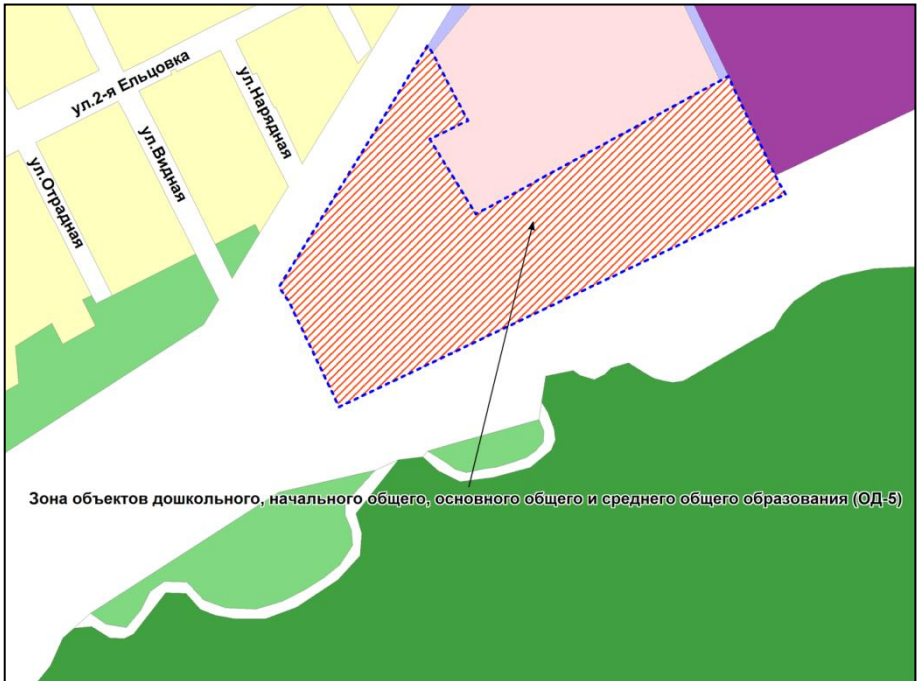 ул.2-я Ельцовка
ул.Нарядная
ул.Видная
ул.Отрадная
Зона объектов дошкольного, начального общего, основного общего и среднего общего образования (ОД-5)